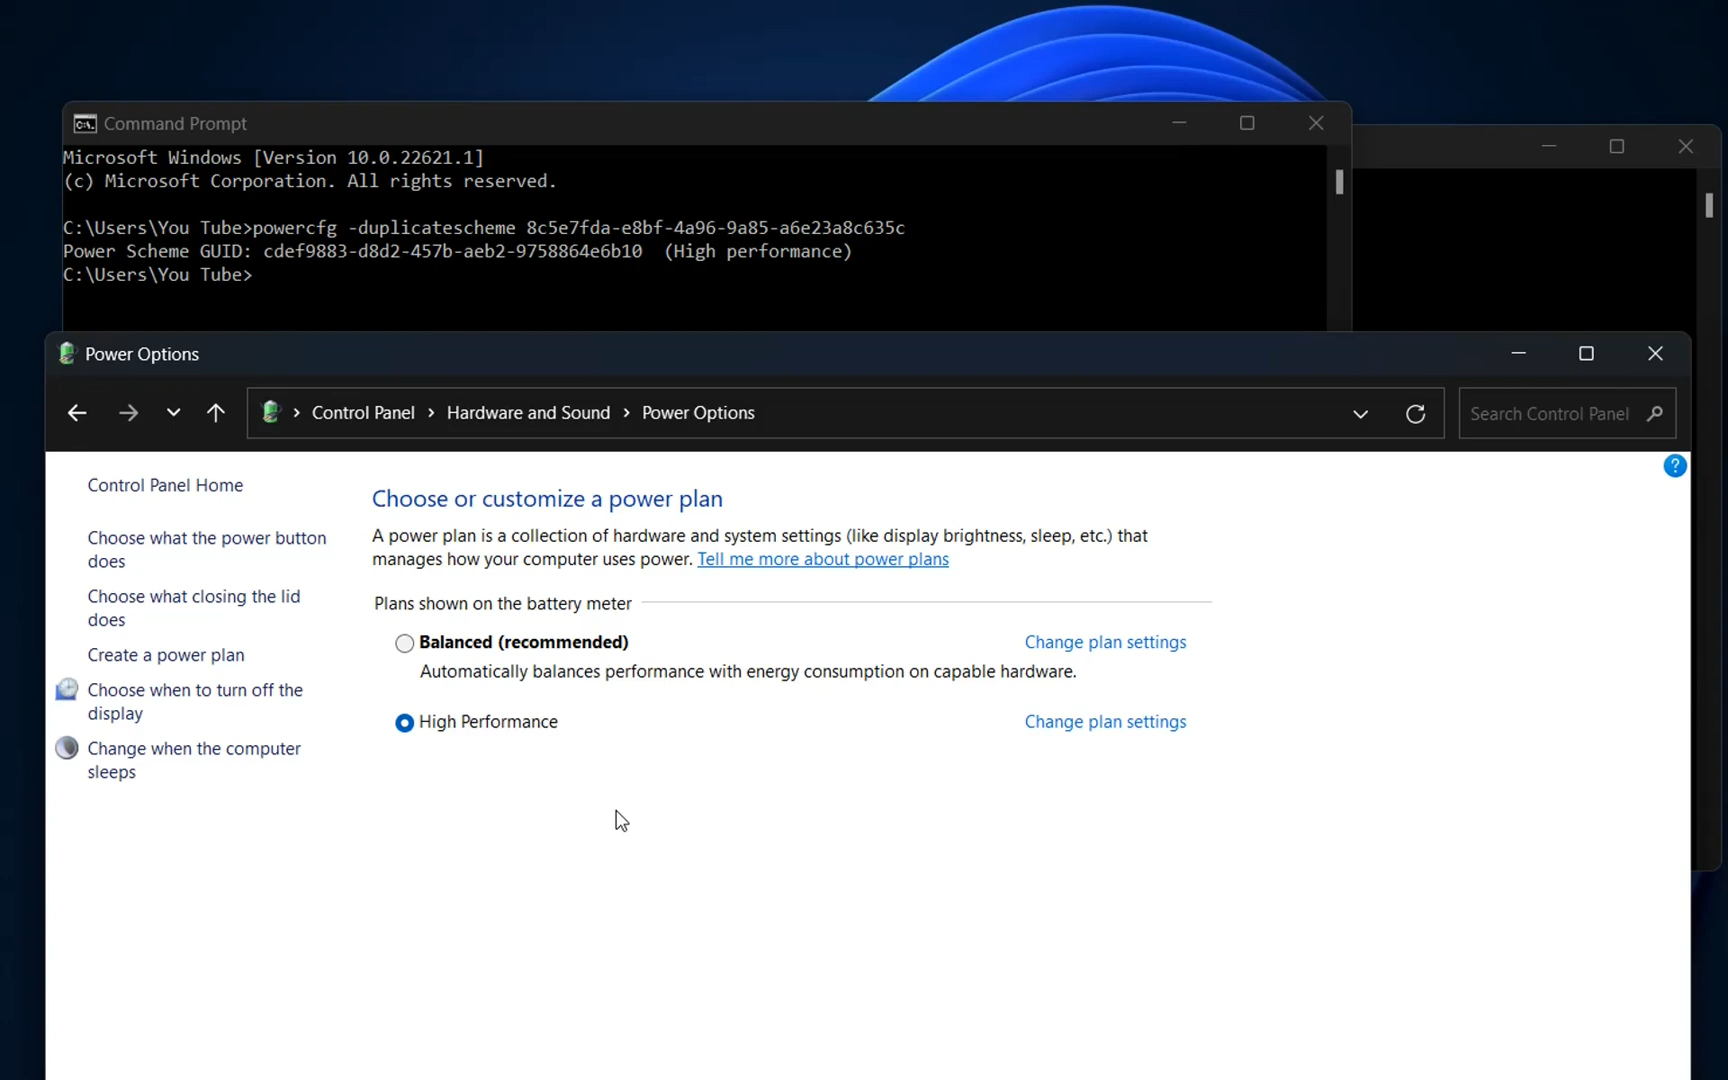 Command Prompt
Microsoft Windows [Version 10.0.22621.1]
(c) Microsoft Corporation. All rights reserved.
C:\Users\You Tube>powercfg -duplicatescheme 8c5e7fda-e8bf-4a96-9a85-a6e23a8c635c
Power Scheme GUID: cdef9883-d8d2-457b-aeb2-9758864e6b10  (High performance)
C:\Users\You Tube>
Power Options
Control Panel > Hardware and Sound > Power Options
Search Control Panel
Control Panel Home
Choose what the power button
does
Choose what closing the lid
does
Create a power plan
Choose when to turn off the
display
Change when the computer
sleeps
Choose or customize a power plan
A power plan is a collection of hardware and system settings (like display brightness, sleep, etc.) that
manages how your computer uses power. Tell me more about power plans
Plans shown on the battery meter
Balanced (recommended) Change plan settings
Automatically balances performance with energy consumption on capable hardware.
High Performance Change plan settings